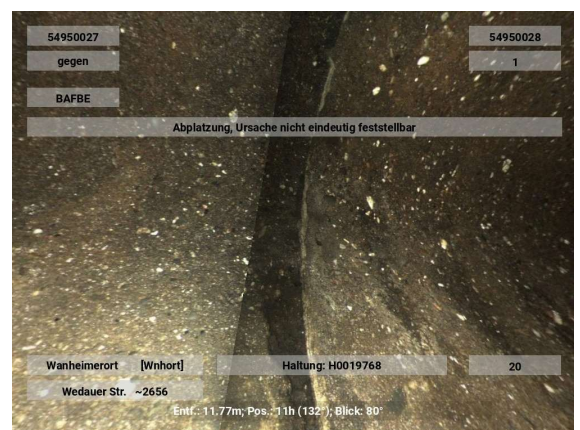 54950027 54950028
gegen 1
BAFBE
Abplatzung, Ursache nicht eindeutig feststellbar
Wanheimerort [Wnhort] Haltung: H0019768 20
Wedauer Str. ~2656
Entf.: 11.77m; Pos.: 11h (132°); Blick: 80°